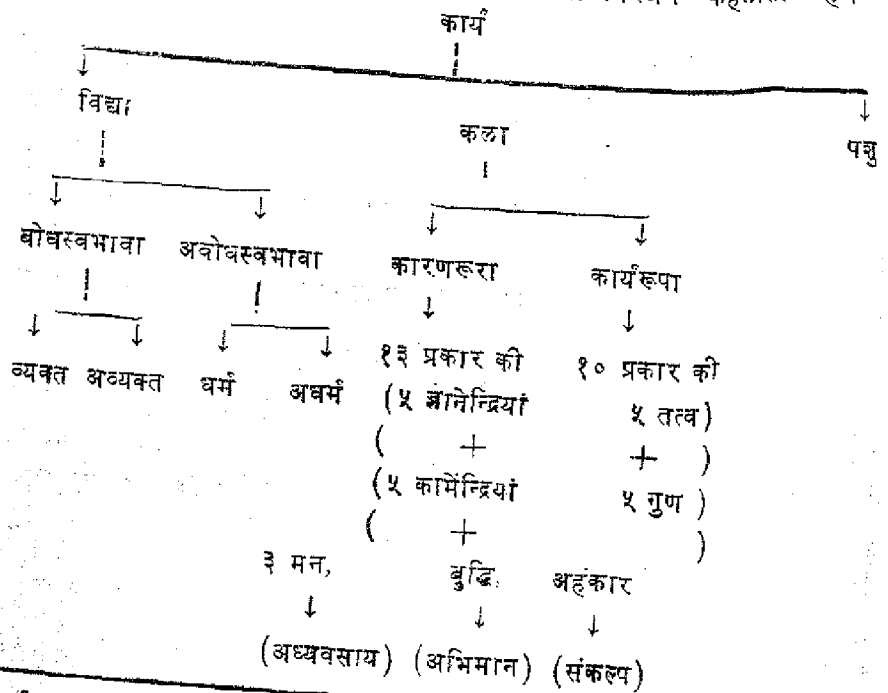 कार्य
विद्या
कला
पशु
बोधस्वभावा अबोधस्वभावा
कारणरूरा
कार्यरूपा
व्यक्त अव्यक्त धर्म अधर्म
१३ प्रकार की १० प्रकार की
(५ ज्ञानेन्द्रियां ५ तत्व)
( + + )
(५ कामेंन्द्रियां ५ गुण )
( + )
३ मन, बुद्धि, अहंकार
(अध्यवसाय) (अभिमान) (संकल्प)